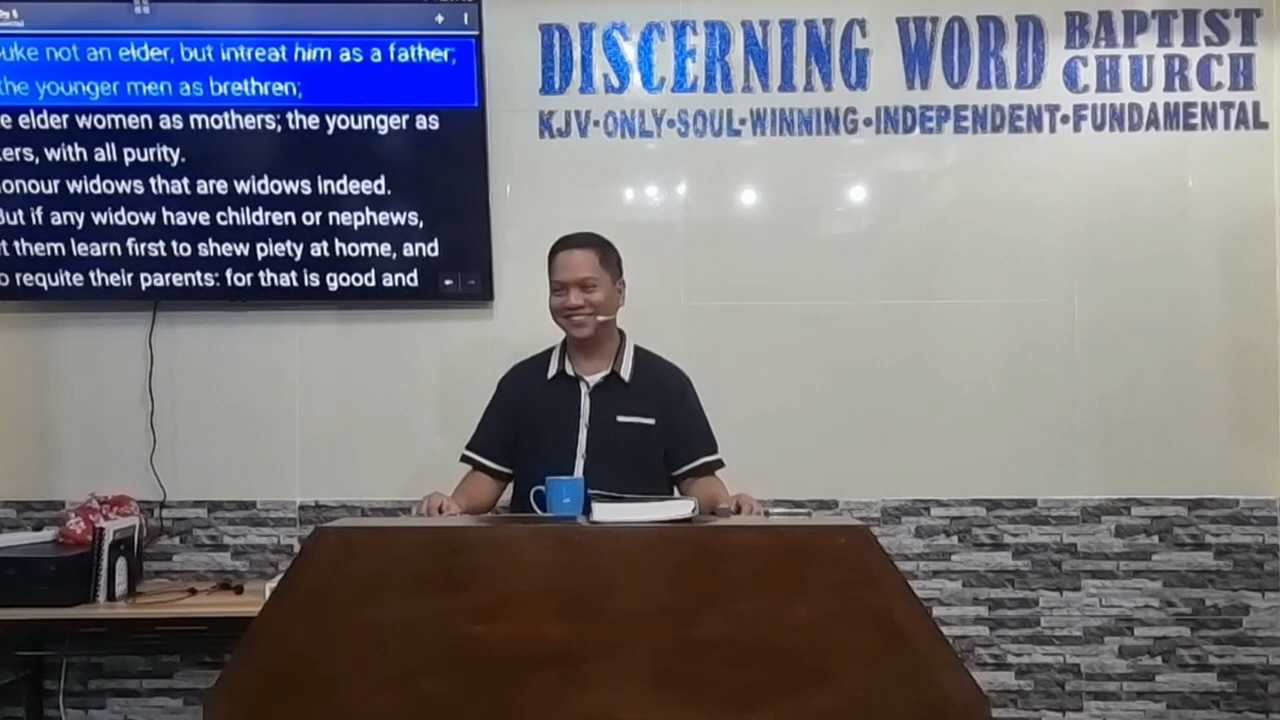 uke not an elder, but intreat him as a father;
the younger men as brethren;
e elder women as mothers; the younger as
ers, with all purity.
onour widows that are widows indeed.
But if any widow have children or nephews,
t them learn first to shew piety at home, and
o requite their parents: for that is good and
DISCERNING WORD BAPTIST CHURCH
KJV-ONLY•SOUL-WINNING•INDEPENDENT•FUNDAMENTAL